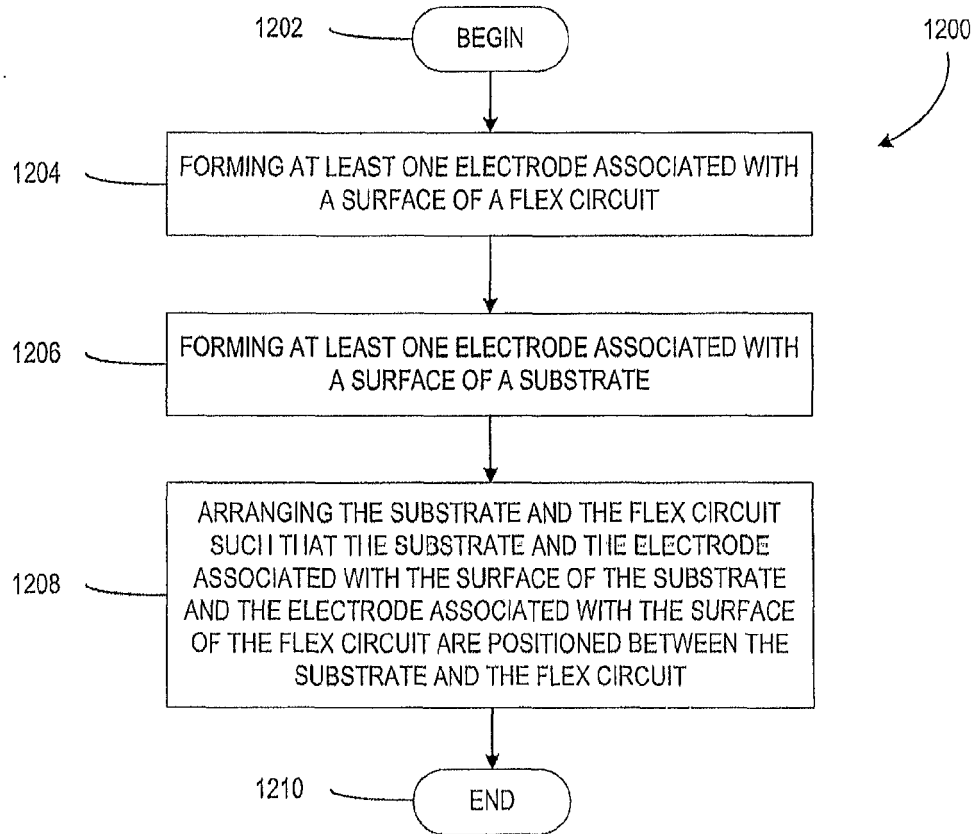 1202
BEGIN
1200
1204
FORMING AT LEAST ONE ELECTRODE ASSOCIATED WITH
A SURFACE OF A FLEX CIRCUIT
1206
FORMING AT LEAST ONE ELECTRODE ASSOCIATED WITH
A SURFACE OF A SUBSTRATE
1208
ARRANGING THE SUBSTRATE AND THE FLEX CIRCUIT
SUCH THAT THE SUBSTRATE AND THE ELECTRODE
ASSOCIATED WITH THE SURFACE OF THE SUBSTRATE
AND THE ELECTRODE ASSOCIATED WITH THE SURFACE
OF THE FLEX CIRCUIT ARE POSITIONED BETWEEN THE
SUBSTRATE AND THE FLEX CIRCUIT
1210
END